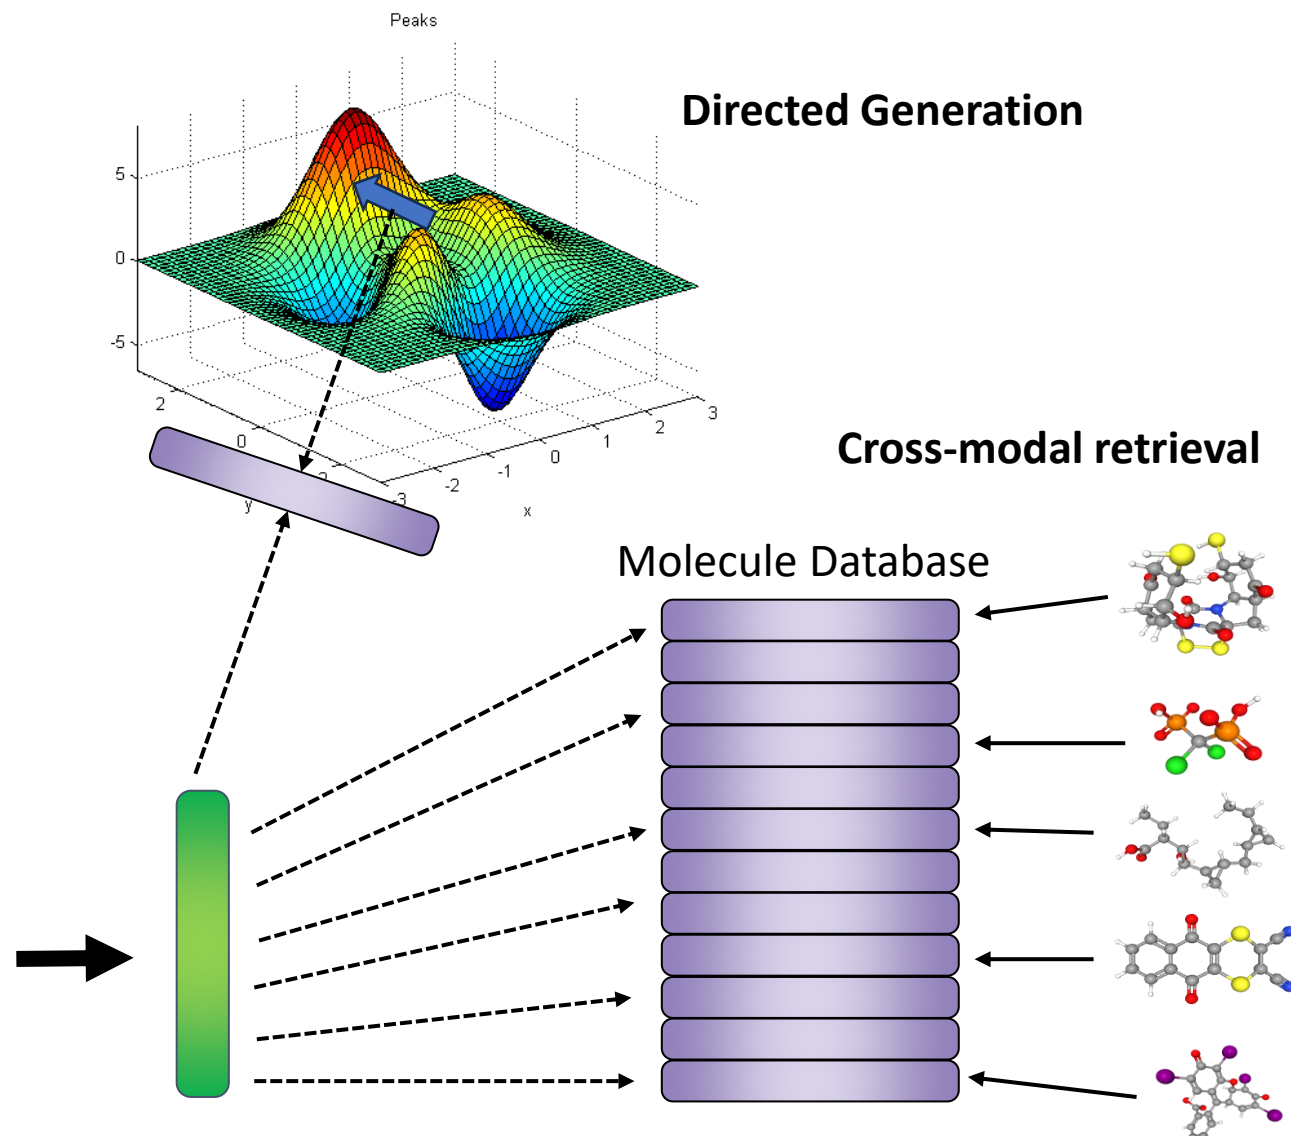 Peaks
Directed Generation
5
0
-5
2
0
-3
-2
-1
0
1
2
3
y
x
Cross-modal retrieval
Molecule Database